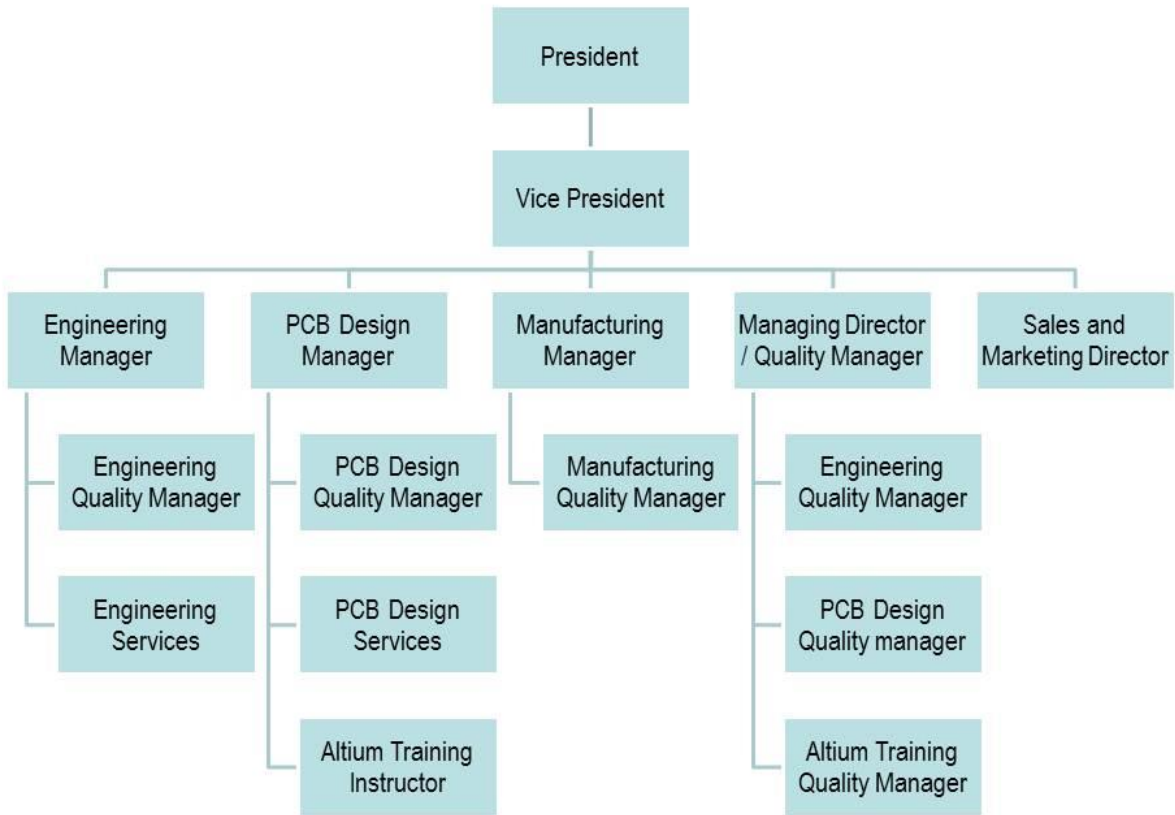 President
Vice President
Engineering
Manager
PCB Design
Manager
Manufacturing
Manager
Managing Director
/ Quality Manager
Sales and
Marketing Director
Engineering
Quality Manager
PCB Design
Quality Manager
Manufacturing
Quality Manager
Engineering
Quality Manager
Engineering
Services
PCB Design
Services
PCB Design
Quality manager
Altium Training
Instructor
Altium Training
Quality Manager